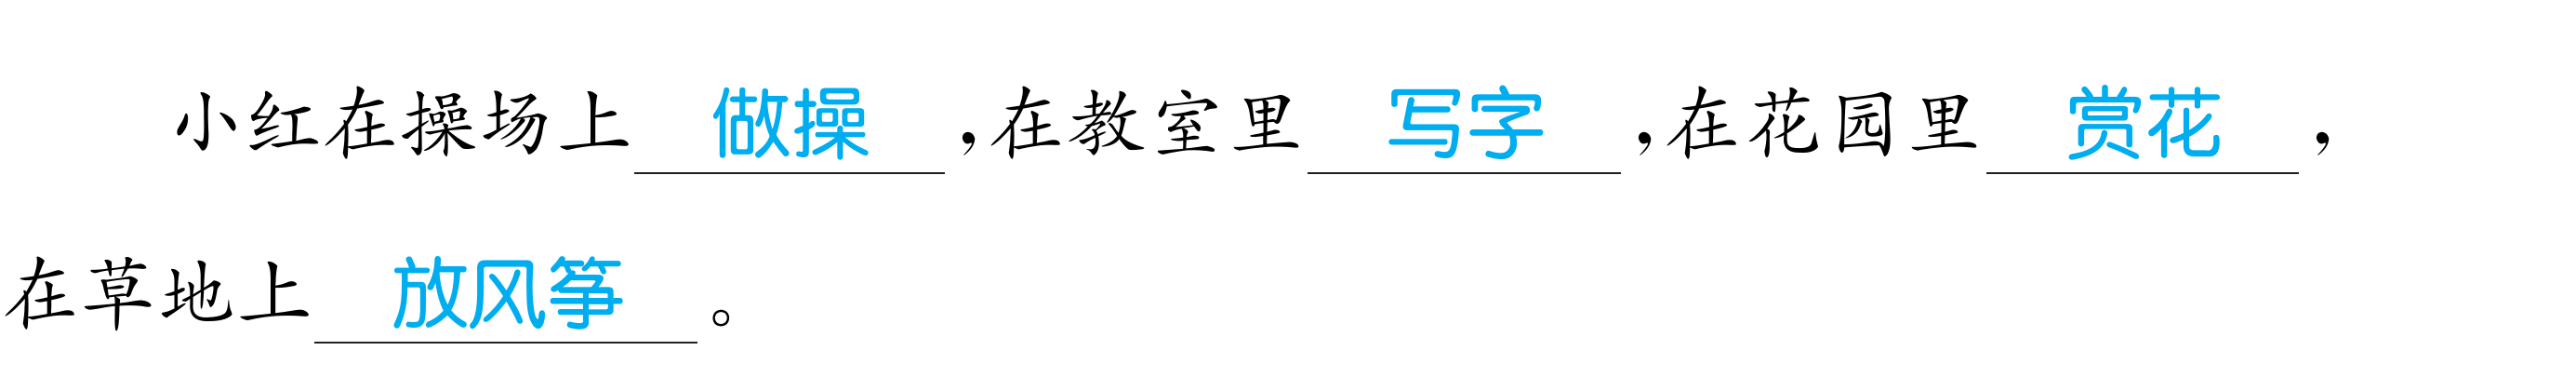 小红在操场上 做操 ,在教室里 写字 ,在花园里 赏花 ,
在草地上 放风筝 。